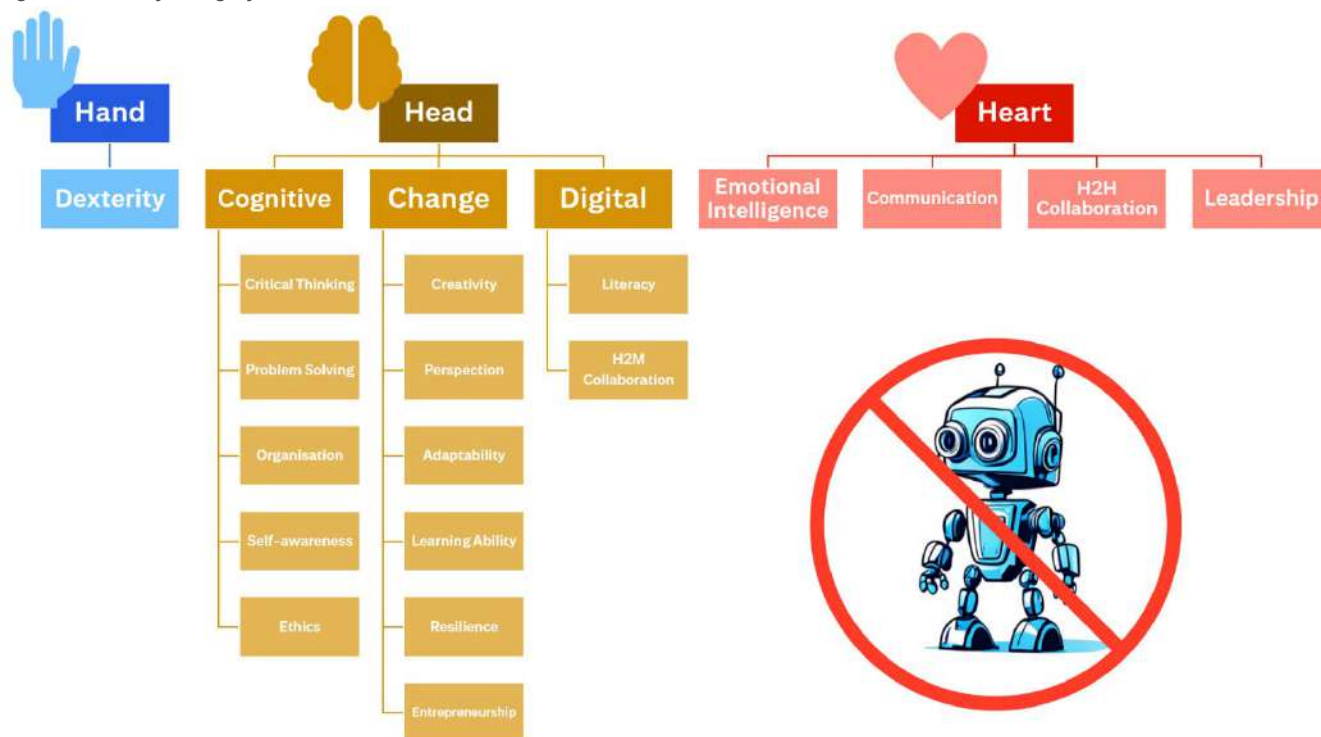 Hand
Head
Heart
Dexterity
Cognitive
Change
Digital
Emotional
Intelligence
Communication
H2H
Collaboration
Leadership
Critical Thinking
Problem Solving
Organisation
Self-awareness
Ethics
Creativity
Perspection
Adaptability
Learning Ability
Resilience
Entrepreneurship
Literacy
H2M
Collaboration